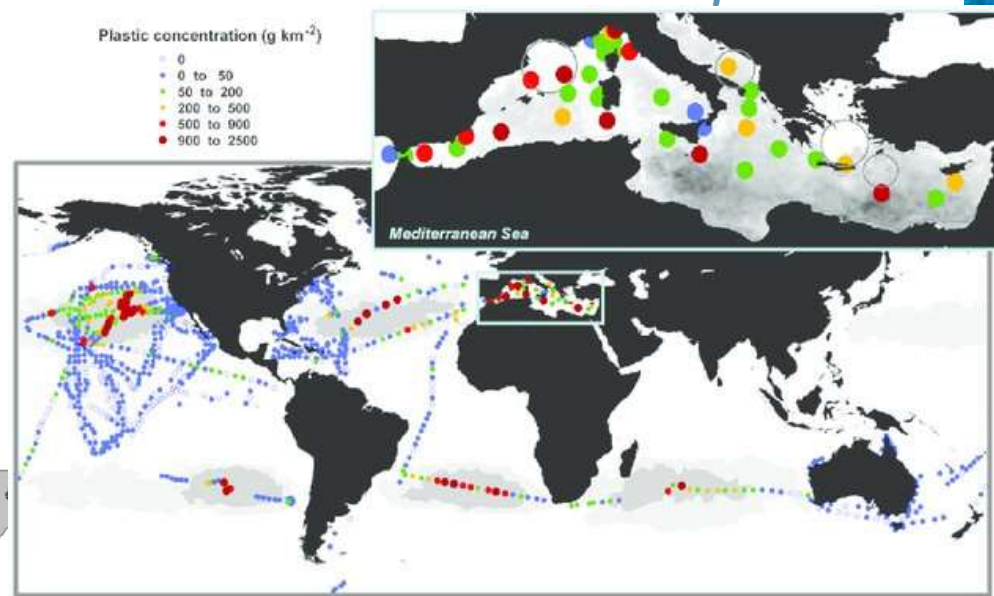 Plastic concentration (g km⁻²)
0
0 to 50
50 to 200
200 to 500
500 to 900
900 to 2500
Mediterranean Sea